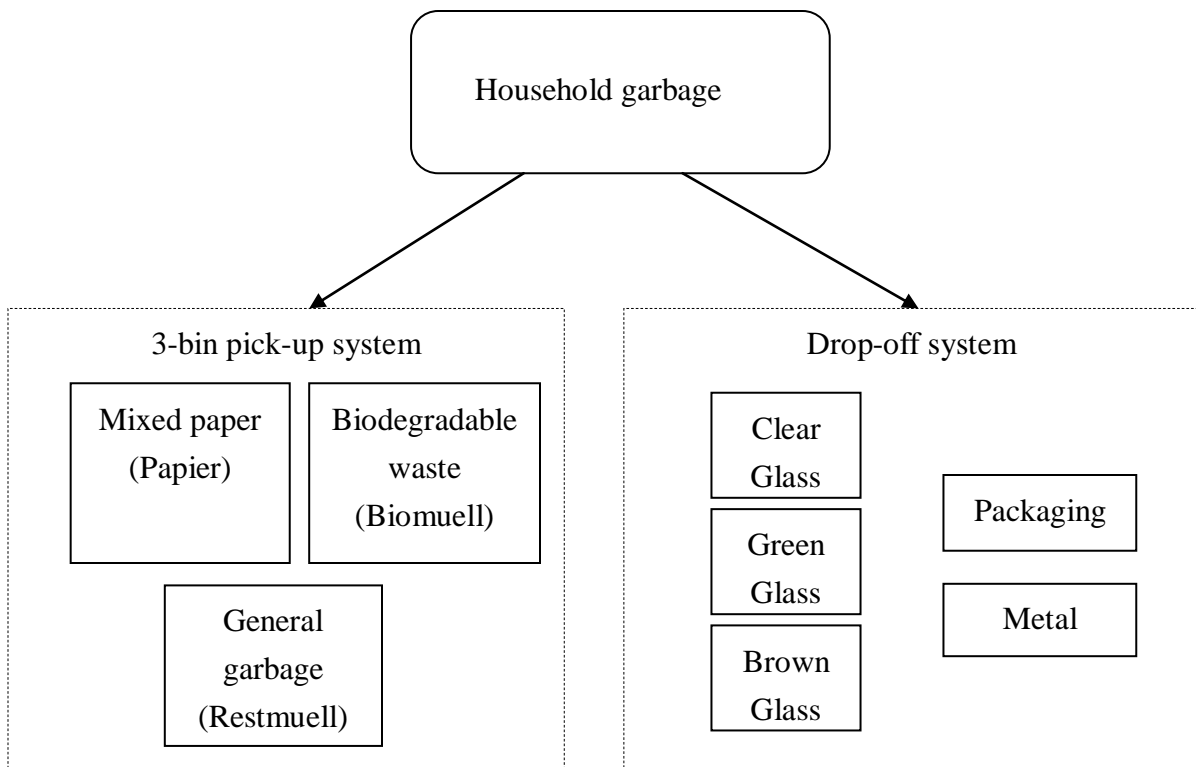 Household garbage
3-bin pick-up system
Mixed paper
(Papier)
Biodegradable
waste
(Biomuell)
General
garbage
(Restmuell)
Drop-off system
Clear
Glass
Green
Glass
Brown
Glass
Packaging
Metal